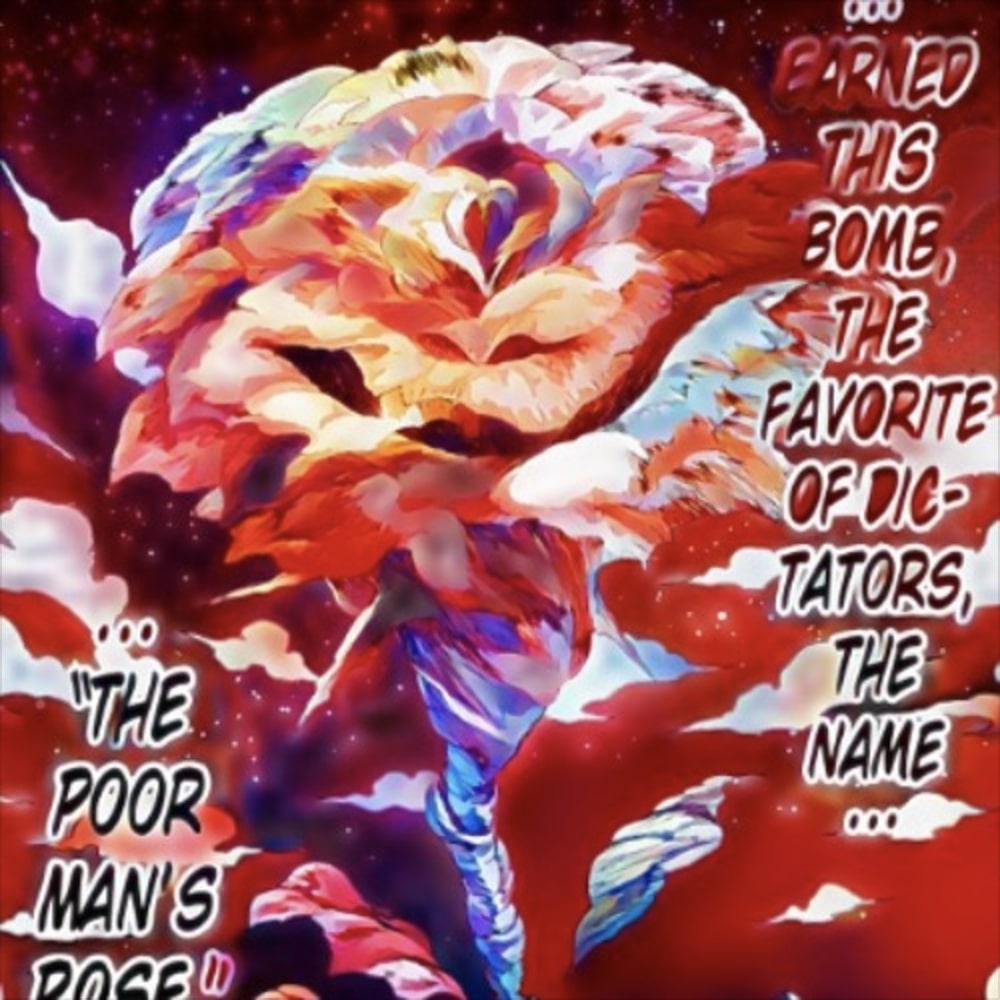 ...
EARNED
THIS
BOMB,
THE
FAVORITE
OF DIC-
TATORS,
THE
NAME
...
...
"THE
POOR
MAN'S
ROSE"